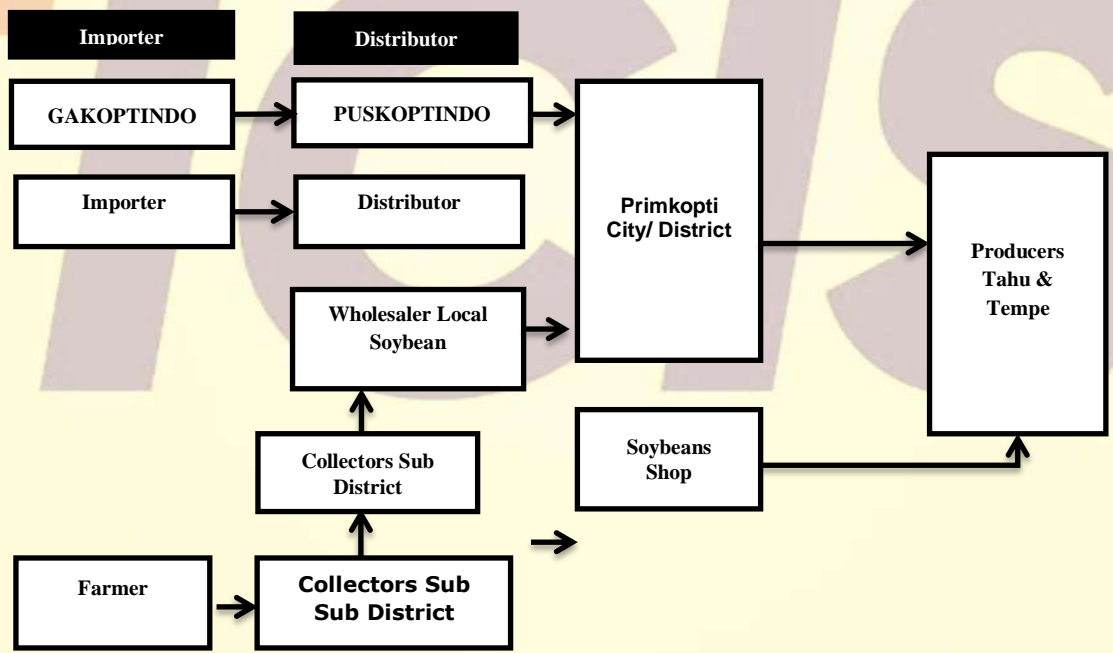 Importer
Distributor
GAKOPTINDO
PUSKOPTINDO
Importer
Distributor
Primkopti
City/ District
Producers
Tahu &
Tempe
Wholesaler Local
Soybean
Collectors Sub
District
Soybeans
Shop
Farmer
Collectors Sub
Sub District